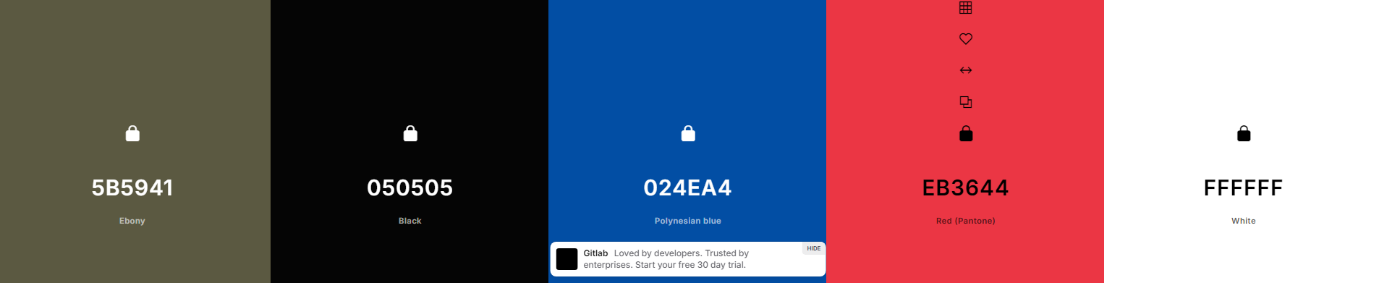 5B5941
Ebony
050505
Black
024EA4
Polynesian blue
HIDE
Gitlab Loved by developers. Trusted by
enterprises. Start your free 30 day trial.
EB3644
Red (Pantone)
FFFFFF
White